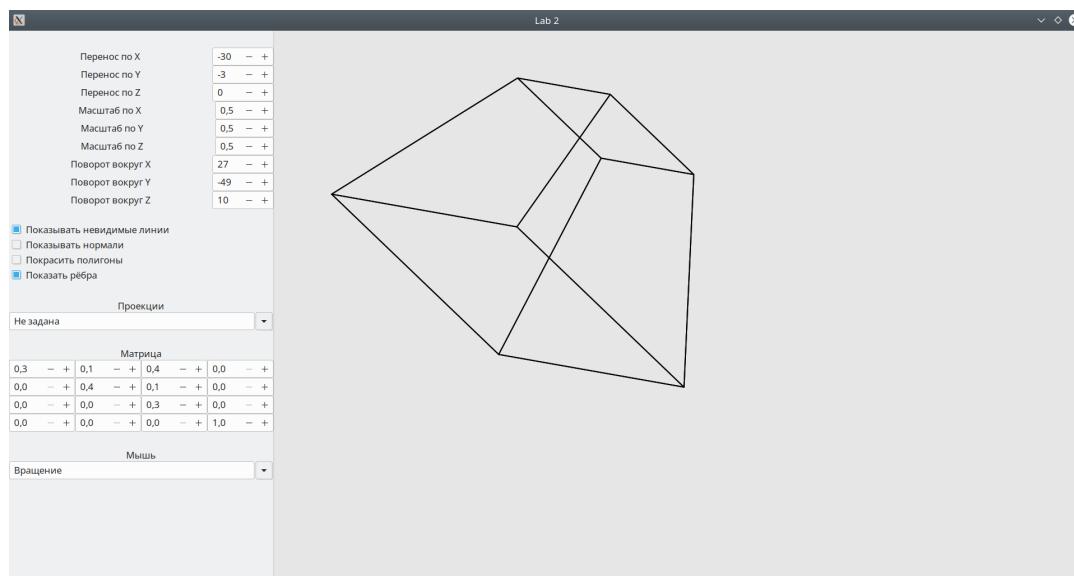 Lab 2
Перенос по X -30 − +
Перенос по Y -3 − +
Перенос по Z 0 − +
Масштаб по X 0,5 − +
Масштаб по Y 0,5 − +
Масштаб по Z 0,5 − +
Поворот вокруг X 27 − +
Поворот вокруг Y -49 − +
Поворот вокруг Z 10 − +
Показывать невидимые линии
Показывать нормали
Покрасить полигоны
Показать рёбра
Проекции
Не задана
Матрица
0,3 − + 0,1 − + 0,4 − + 0,0 − +
0,0 − + 0,4 − + 0,1 − + 0,0 − +
0,0 − + 0,0 − + 0,3 − + 0,0 − +
0,0 − + 0,0 − + 0,0 − + 1,0 − +
Мышь
Вращение